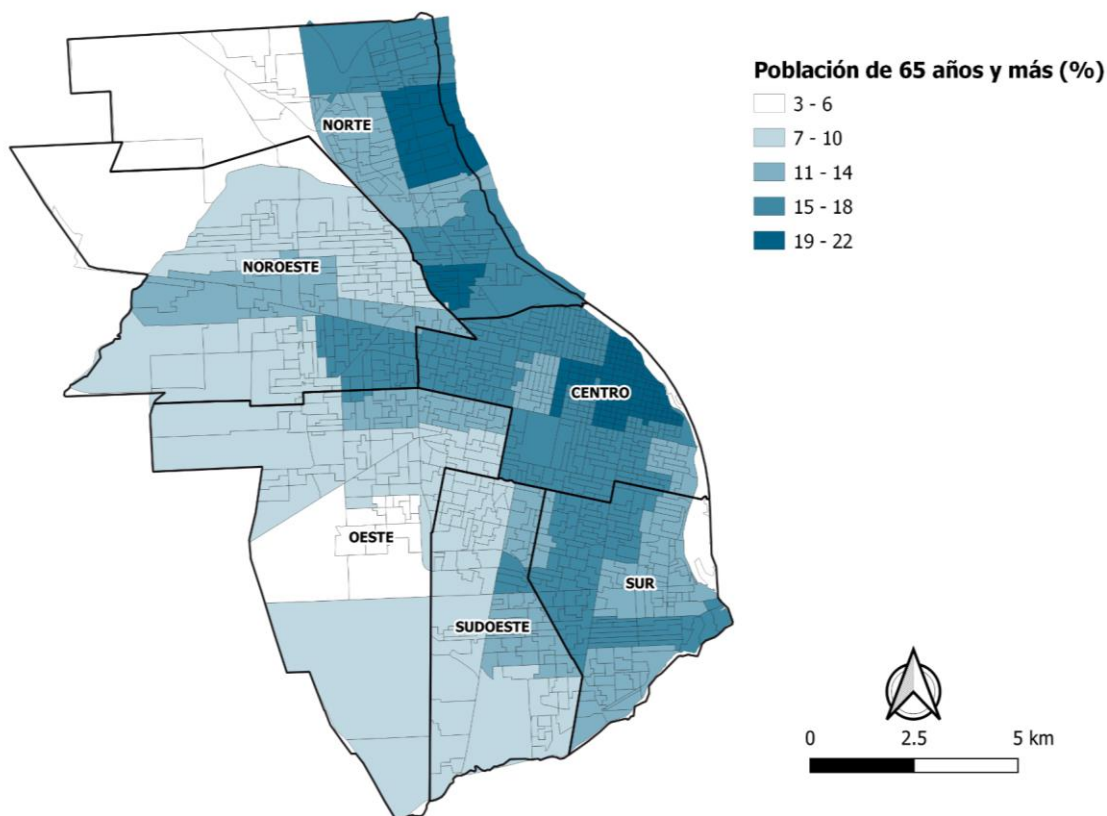 Población de 65 años y más (%)
3 - 6
7 - 10
11 - 14
15 - 18
19 - 22
NORTE
NOROESTE
CENTRO
OESTE
SUR
SUDOESTE
0 2.5 5 km